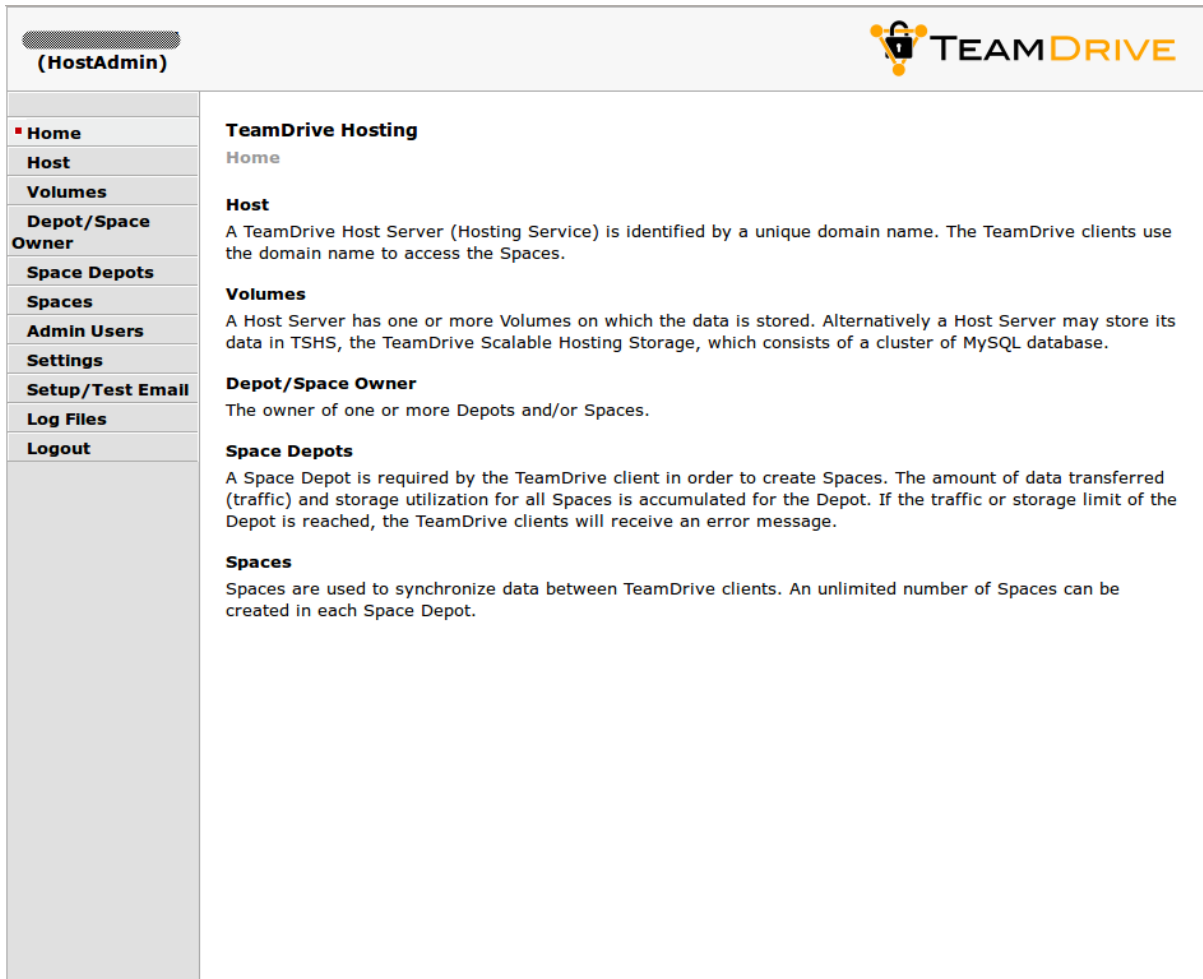 (HostAdmin)
TEAMDRIVE
Home
Host
Volumes
Depot/Space
Owner
Space Depots
Spaces
Admin Users
Settings
Setup/Test Email
Log Files
Logout
TeamDrive Hosting
Home
Host
A TeamDrive Host Server (Hosting Service) is identified by a unique domain name. The TeamDrive clients use
the domain name to access the Spaces.
Volumes
A Host Server has one or more Volumes on which the data is stored. Alternatively a Host Server may store its
data in TSHS, the TeamDrive Scalable Hosting Storage, which consists of a cluster of MySQL database.
Depot/Space Owner
The owner of one or more Depots and/or Spaces.
Space Depots
A Space Depot is required by the TeamDrive client in order to create Spaces. The amount of data transferred
(traffic) and storage utilization for all Spaces is accumulated for the Depot. If the traffic or storage limit of the
Depot is reached, the TeamDrive clients will receive an error message.
Spaces
Spaces are used to synchronize data between TeamDrive clients. An unlimited number of Spaces can be
created in each Space Depot.